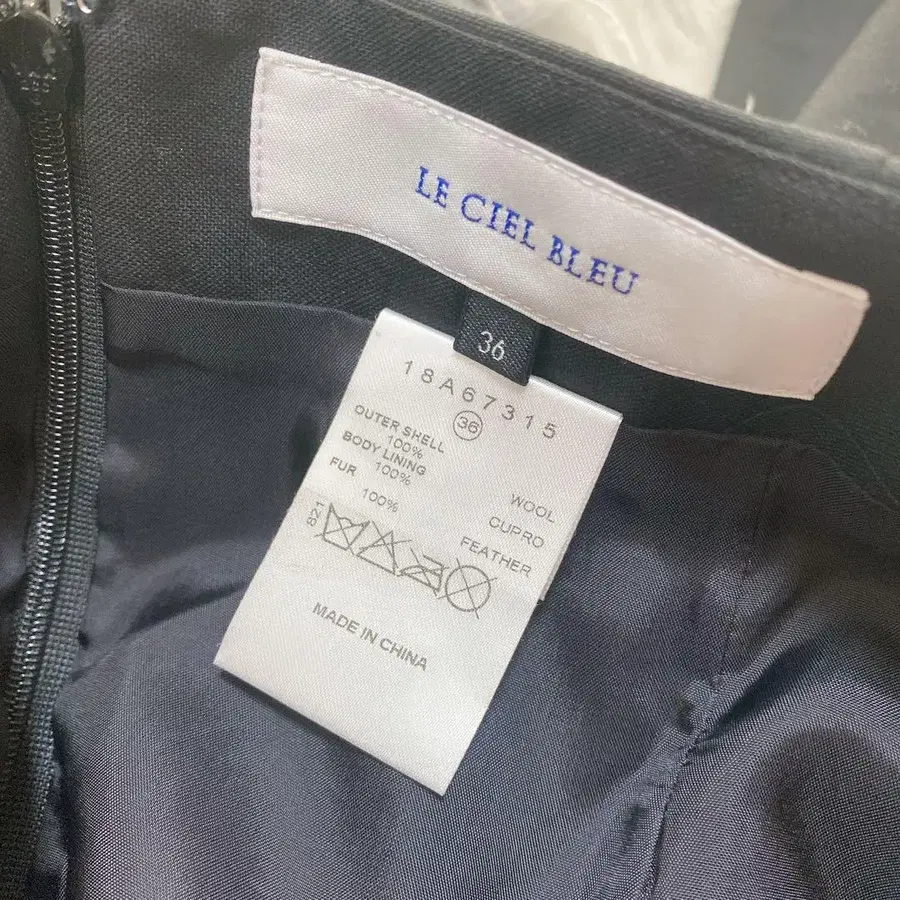 LE CIEL BLEU
36
18A67315
36
OUTER SHELL
100% WOOL
BODY LINING
100% CUPRO
FUR
100% FEATHER
821
MADE IN CHINA